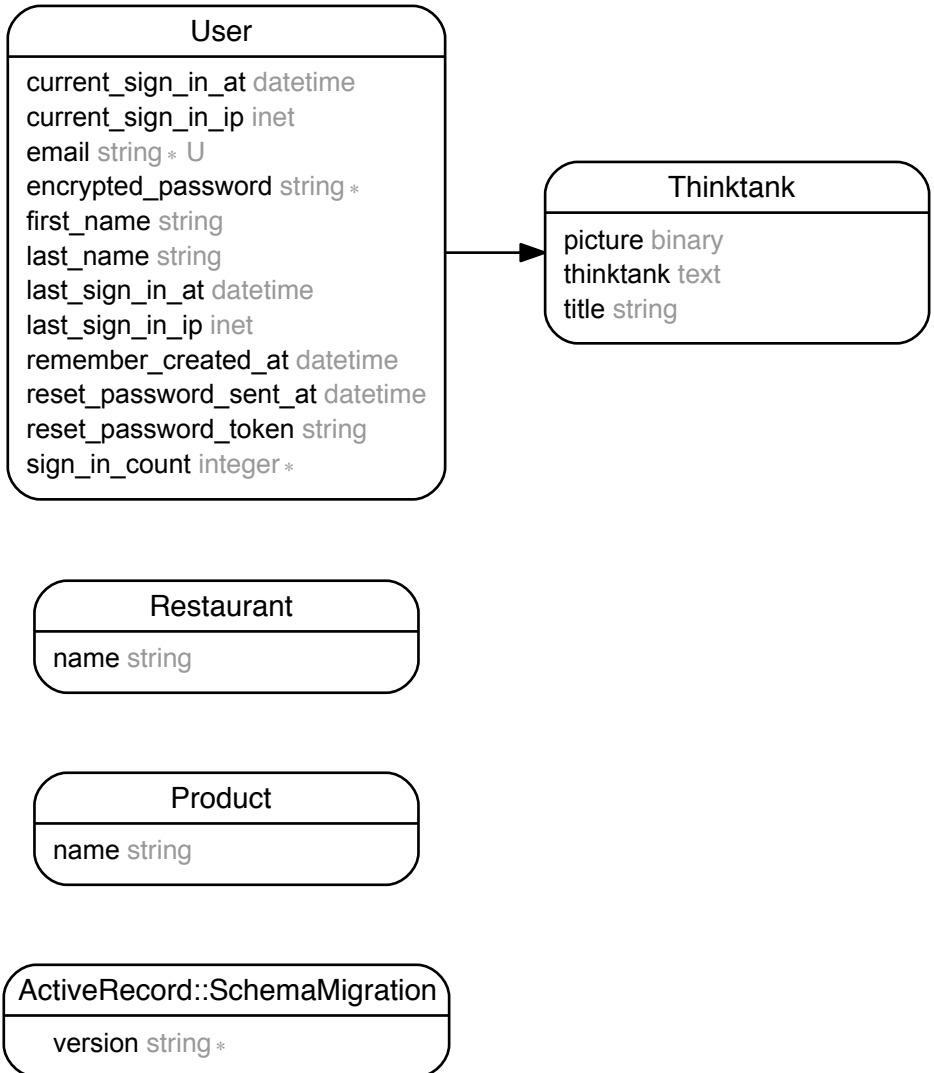 User
current_sign_in_at datetime
current_sign_in_ip inet
email string * U
encrypted_password string *
first_name string
last_name string
last_sign_in_at datetime
last_sign_in_ip inet
remember_created_at datetime
reset_password_sent_at datetime
reset_password_token string
sign_in_count integer *
Thinktank
picture binary
thinktank text
title string
Restaurant
name string
Product
name string
ActiveRecord::SchemaMigration
version string *